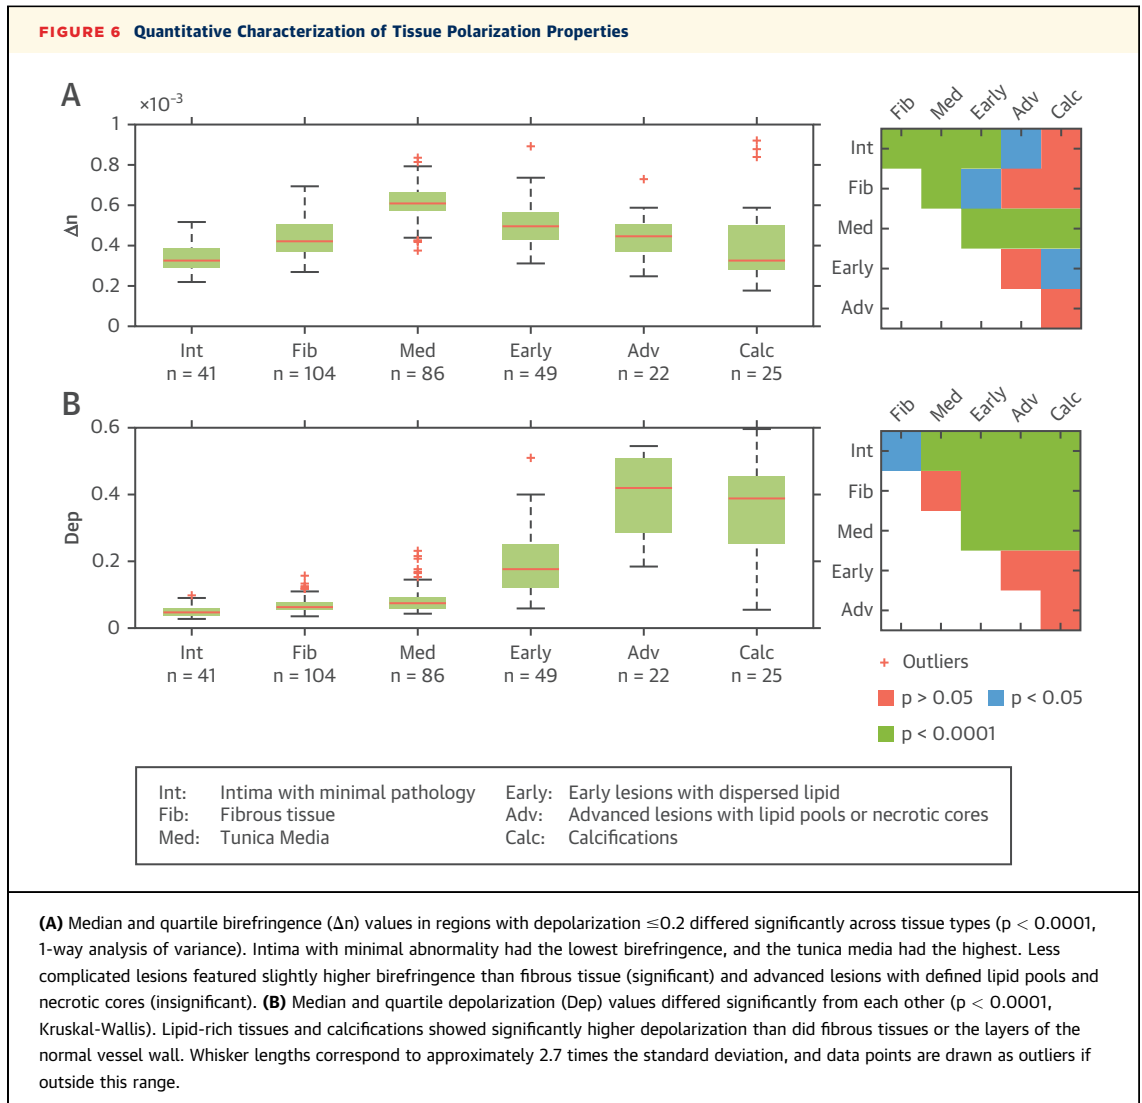 FIGURE 6 Quantitative Characterization of Tissue Polarization Properties
A
×10⁻³
1
0.8
0.6
0.4
0.2
0
Δn
Int Fib Med Early Adv Calc
n = 41 n = 104 n = 86 n = 49 n = 22 n = 25
Fib Med Early Adv Calc
Int
Fib
Med
Early
Adv
B
0.6
0.4
0.2
0
Dep
Int Fib Med Early Adv Calc
n = 41 n = 104 n = 86 n = 49 n = 22 n = 25
Fib Med Early Adv Calc
Int
Fib
Med
Early
Adv
+ Outliers
p > 0.05 p < 0.05
p < 0.0001
Int: Intima with minimal pathology Early: Early lesions with dispersed lipid
Fib: Fibrous tissue Adv: Advanced lesions with lipid pools or necrotic cores
Med: Tunica Media Calc: Calcifications
(A) Median and quartile birefringence (Δn) values in regions with depolarization ≤0.2 differed significantly across tissue types (p < 0.0001,
1-way analysis of variance). Intima with minimal abnormality had the lowest birefringence, and the tunica media had the highest. Less
complicated lesions featured slightly higher birefringence than fibrous tissue (significant) and advanced lesions with defined lipid pools and
necrotic cores (insignificant). (B) Median and quartile depolarization (Dep) values differed significantly from each other (p < 0.0001,
Kruskal-Wallis). Lipid-rich tissues and calcifications showed significantly higher depolarization than did fibrous tissues or the layers of the
normal vessel wall. Whisker lengths correspond to approximately 2.7 times the standard deviation, and data points are drawn as outliers if
outside this range.